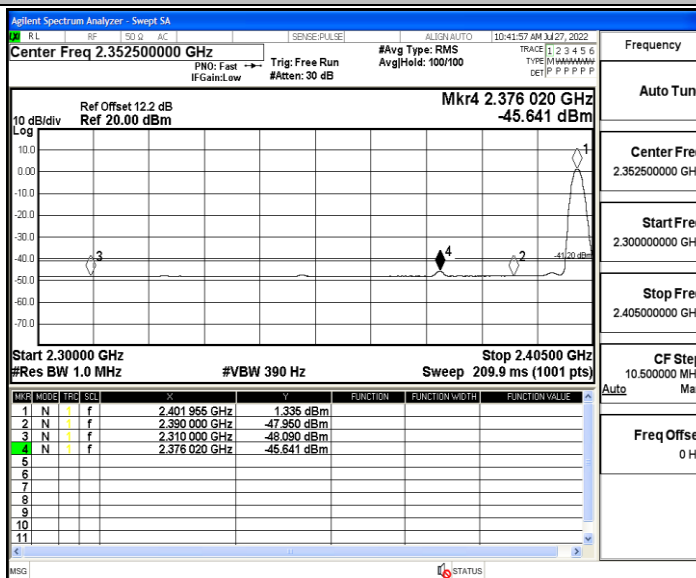 Agilent Spectrum Analyzer - Swept SA
RL RF 50 Ω AC SENSE:PULSE ALIGN AUTO 10:41:57 AM Jul 27, 2022
Center Freq 2.352500000 GHz
#Avg Type: RMS
TRACE 1 2 3 4 5 6
PNO: Fast Trig: Free Run Avg|Hold: 100/100
TYPE M WWWWW
IFGain:Low #Atten: 30 dB
DET P P P P P P
Mkr4 2.376 020 GHz
-45.641 dBm
Ref Offset 12.2 dB
10 dB/div Ref 20.00 dBm
Log
10.0
0.00
-10.0
-20.0
-30.0
-40.0
-50.0
-60.0
-70.0
1
2
3
4
-41.20 dBm
Start 2.30000 GHz Stop 2.40500 GHz
#Res BW 1.0 MHz #VBW 390 Hz Sweep 209.9 ms (1001 pts)
MKR MODE TRC SCL X Y FUNCTION FUNCTION WIDTH FUNCTION VALUE
1 N 1 f 2.401 955 GHz 1.335 dBm
2 N 1 f 2.390 000 GHz -47.950 dBm
3 N 1 f 2.310 000 GHz -48.090 dBm
4 N 1 f 2.376 020 GHz -45.641 dBm
5
6
7
8
9
10
11
MSG STATUS
Frequency
Auto Tun
Center Fre
2.352500000 GH
Start Fre
2.300000000 GH
Stop Fre
2.405000000 GH
CF Step
10.500000 MH
Auto Ma
Freq Offse
0 H